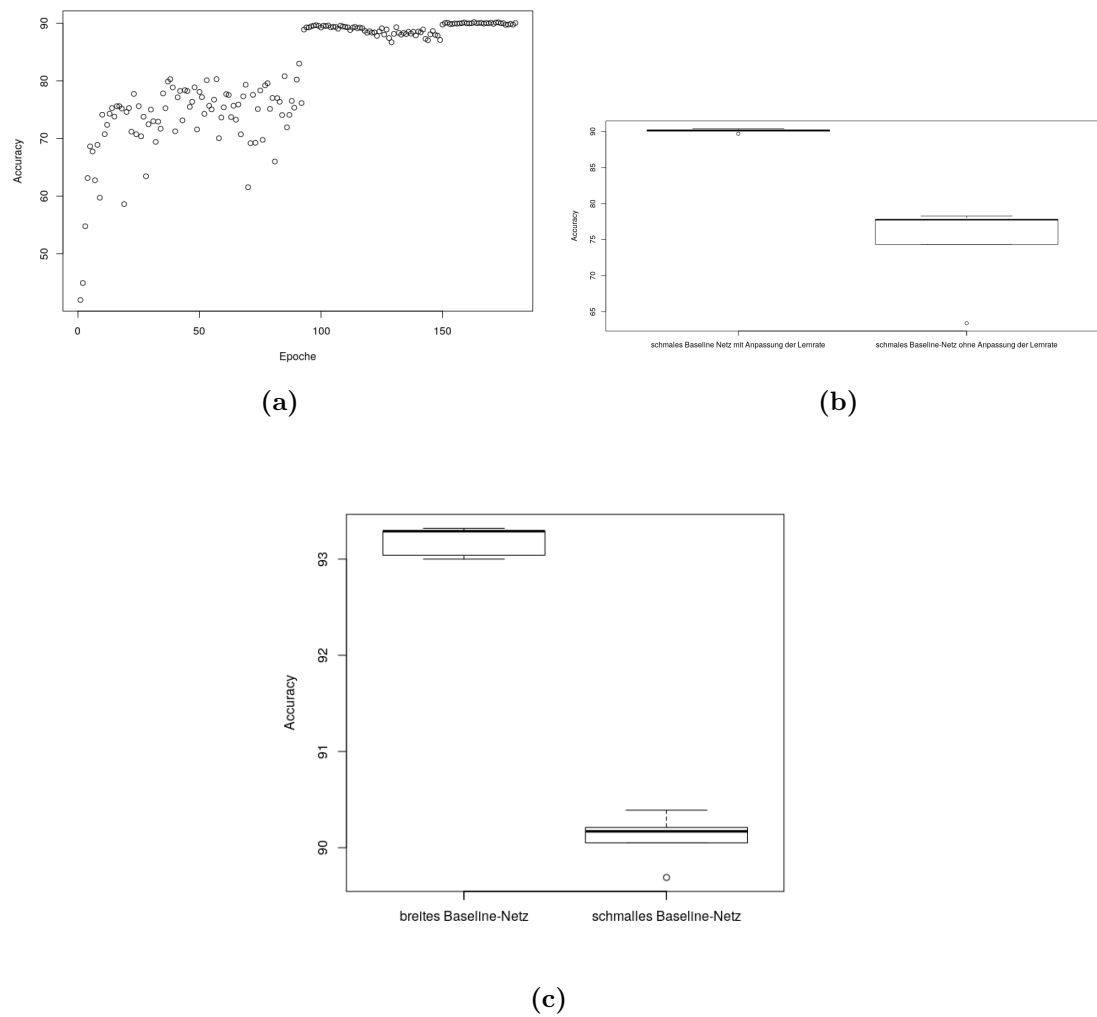 90
80
70
60
50
Accuracy
0
50
100
150
Epoche
(a)
90
85
80
75
70
65
Accuracy
schmales Baseline Netz mit Anpassung der Lernrate
schmales Baseline-Netz ohne Anpassung der Lernrate
(b)
93
92
91
90
Accuracy
breites Baseline-Netz
schmalles Baseline-Netz
(c)